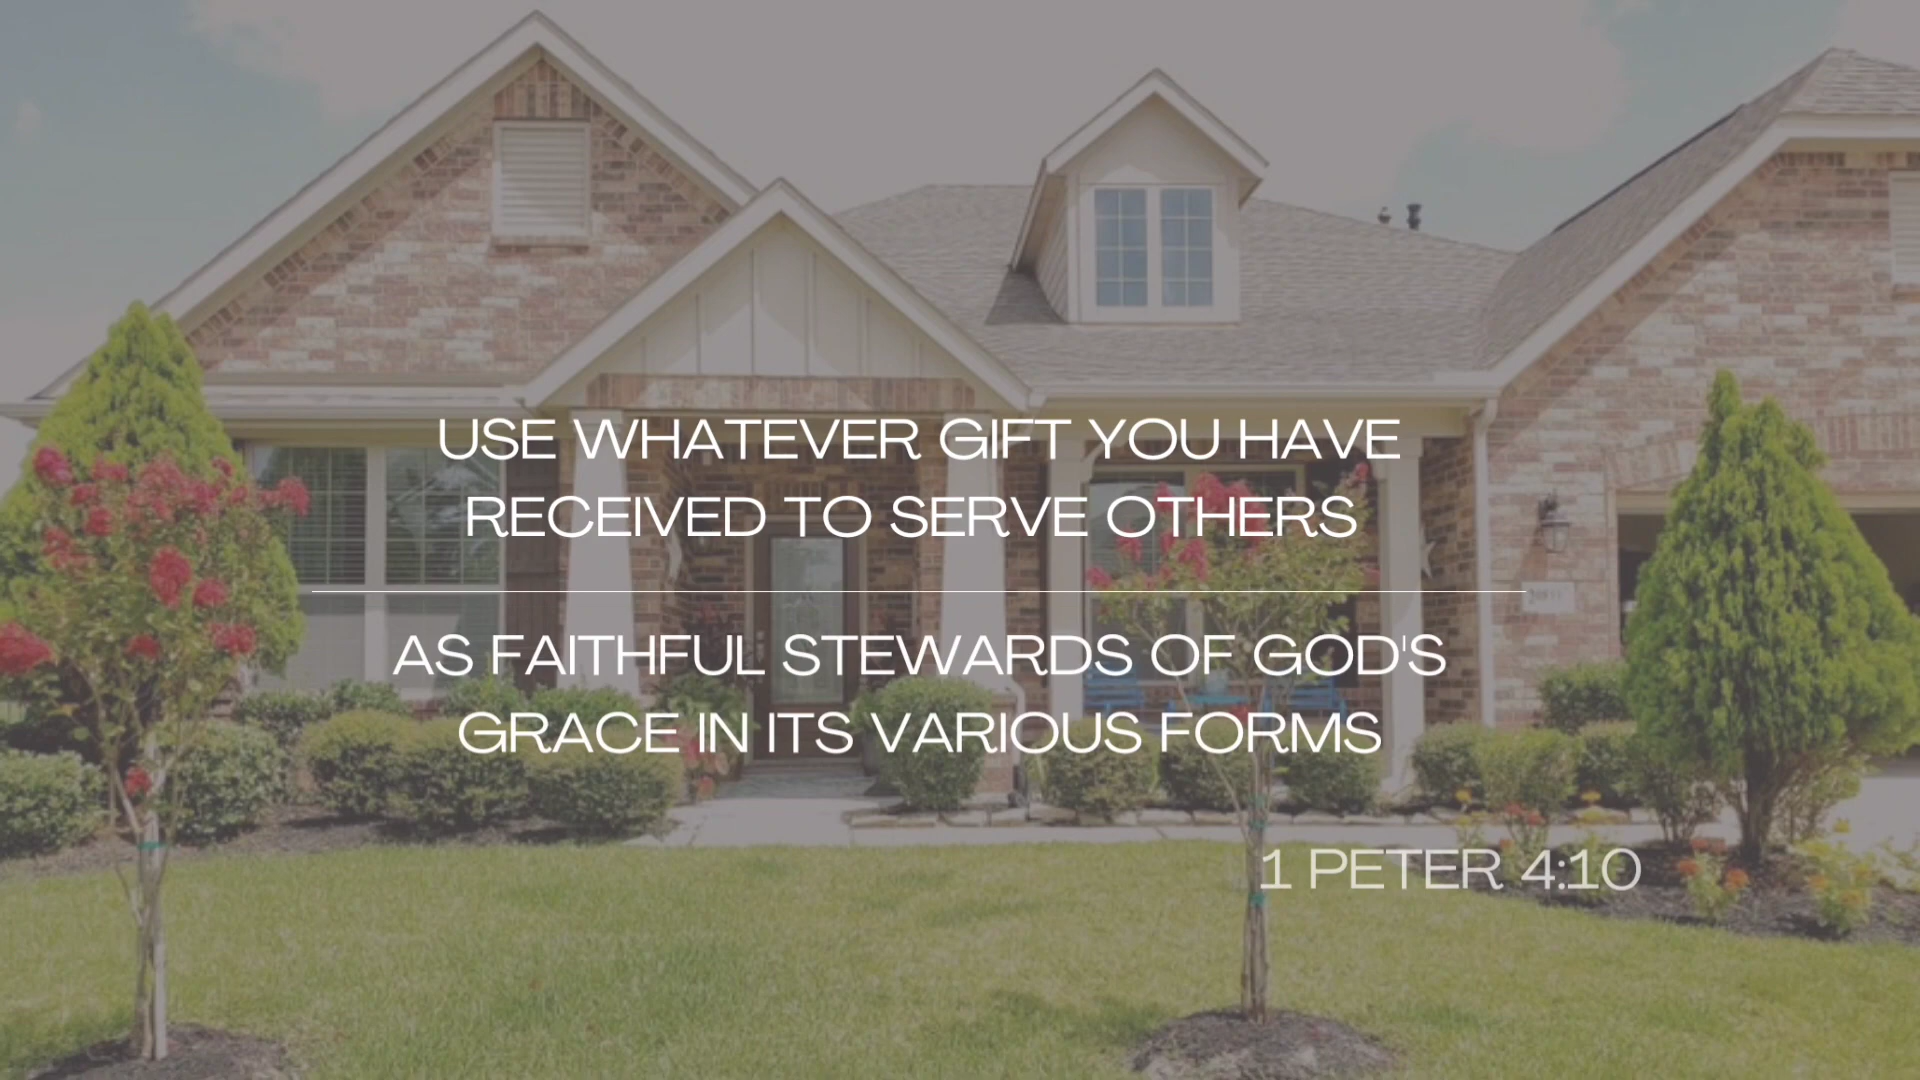 USE WHATEVER GIFT YOU HAVE
RECEIVED TO SERVE OTHERS
AS FAITHFUL STEWARDS OF GOD'S
GRACE IN ITS VARIOUS FORMS
1 PETER 4:10